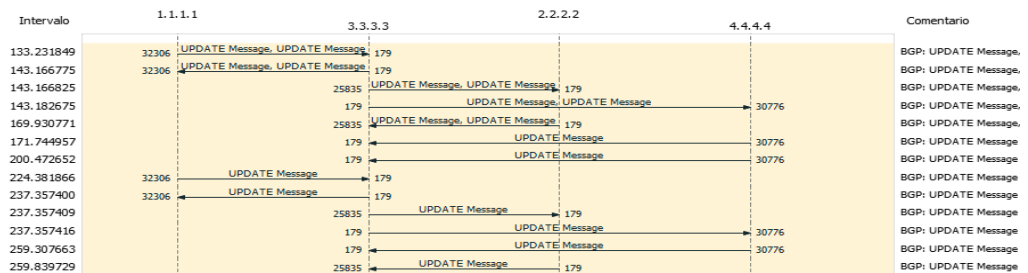 Intervalo 1.1.1.1 3.3.3.3 2.2.2.2 4.4.4.4 Comentario
133.231849 32306 UPDATE Message, UPDATE Message 179 BGP: UPDATE Message,
143.166775 32306 UPDATE Message, UPDATE Message 179 BGP: UPDATE Message,
143.166825 25835 UPDATE Message, UPDATE Message 179 BGP: UPDATE Message,
143.182675 179 UPDATE Message, UPDATE Message 30776 BGP: UPDATE Message,
169.930771 25835 UPDATE Message, UPDATE Message 179 BGP: UPDATE Message,
171.744957 179 UPDATE Message 30776 BGP: UPDATE Message
200.472652 179 UPDATE Message 30776 BGP: UPDATE Message
224.381866 32306 UPDATE Message 179 BGP: UPDATE Message
237.357400 32306 UPDATE Message 179 BGP: UPDATE Message
237.357409 25835 UPDATE Message 179 BGP: UPDATE Message
237.357416 179 UPDATE Message 30776 BGP: UPDATE Message
259.307663 179 UPDATE Message 30776 BGP: UPDATE Message
259.839729 25835 UPDATE Message 179 BGP: UPDATE Message